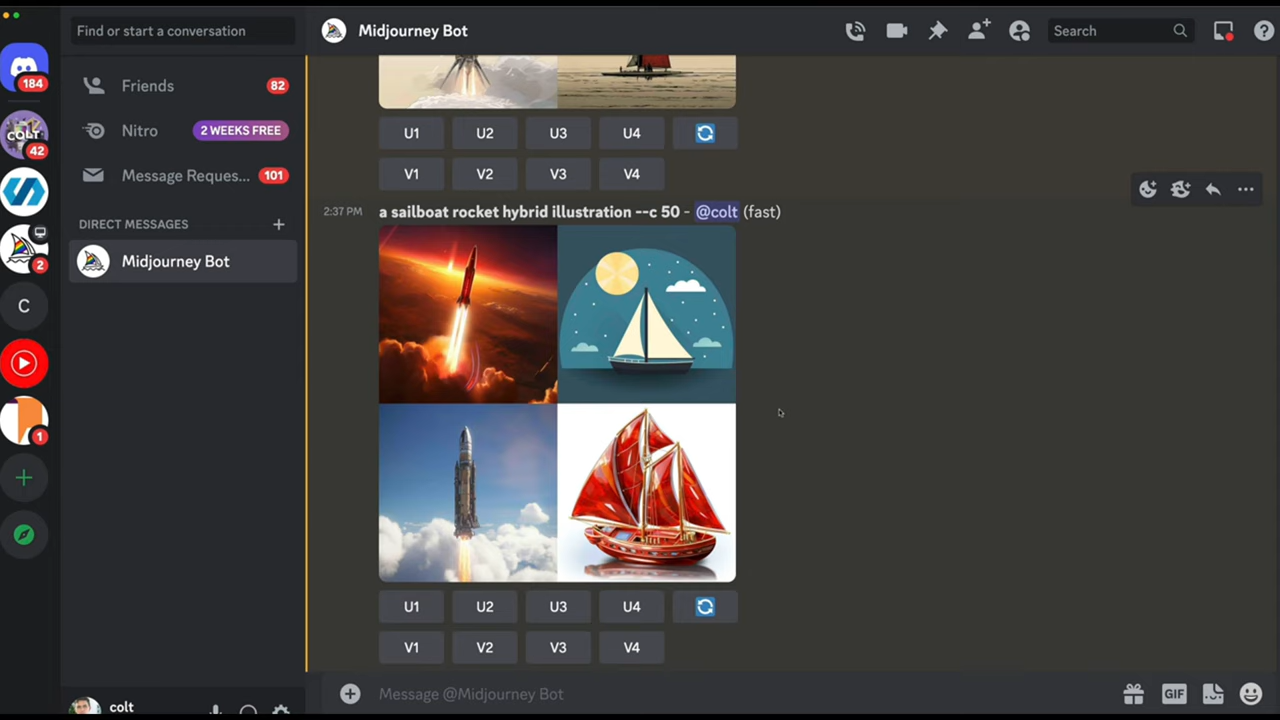 Find or start a conversation
Midjourney Bot
Search
184
Friends
82
COLT
42
Nitro
2 WEEKS FREE
Message Reques...
101
DIRECT MESSAGES
2
Midjourney Bot
C
1
U1 U2 U3 U4
V1 V2 V3 V4
2:37 PM a sailboat rocket hybrid illustration --c 50 - @colt (fast)
U1 U2 U3 U4
V1 V2 V3 V4
Message @Midjourney Bot
GIF
colt